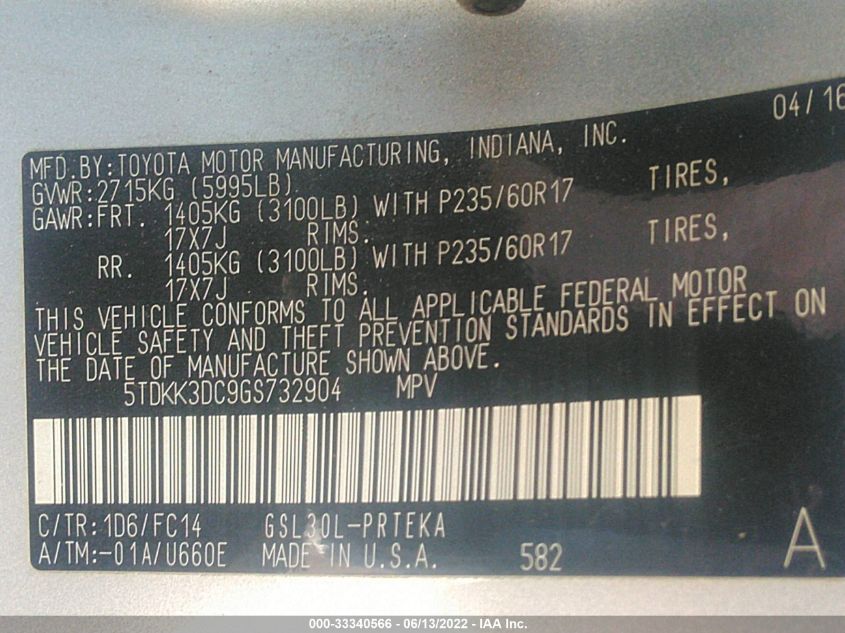 04/16
MFD.BY:TOYOTA MOTOR MANUFACTURING, INDIANA, INC.
GVWR:2715KG (5995LB)
GAWR:FRT. 1405KG (3100LB) WITH P235/60R17 TIRES,
17X7J RIMS.
RR. 1405KG (3100LB) WITH P235/60R17 TIRES,
17X7J RIMS.
THIS VEHICLE CONFORMS TO ALL APPLICABLE FEDERAL MOTOR
VEHICLE SAFETY AND THEFT PREVENTION STANDARDS IN EFFECT ON
THE DATE OF MANUFACTURE SHOWN ABOVE.
5TDKK3DC9GS732904 MPV
C/TR:1D6/FC14 GSL30L-PRTEKA
A/TM:-01A/U660E MADE IN U.S.A. 582 A
000-33340566 - 06/13/2022 - IAA Inc.